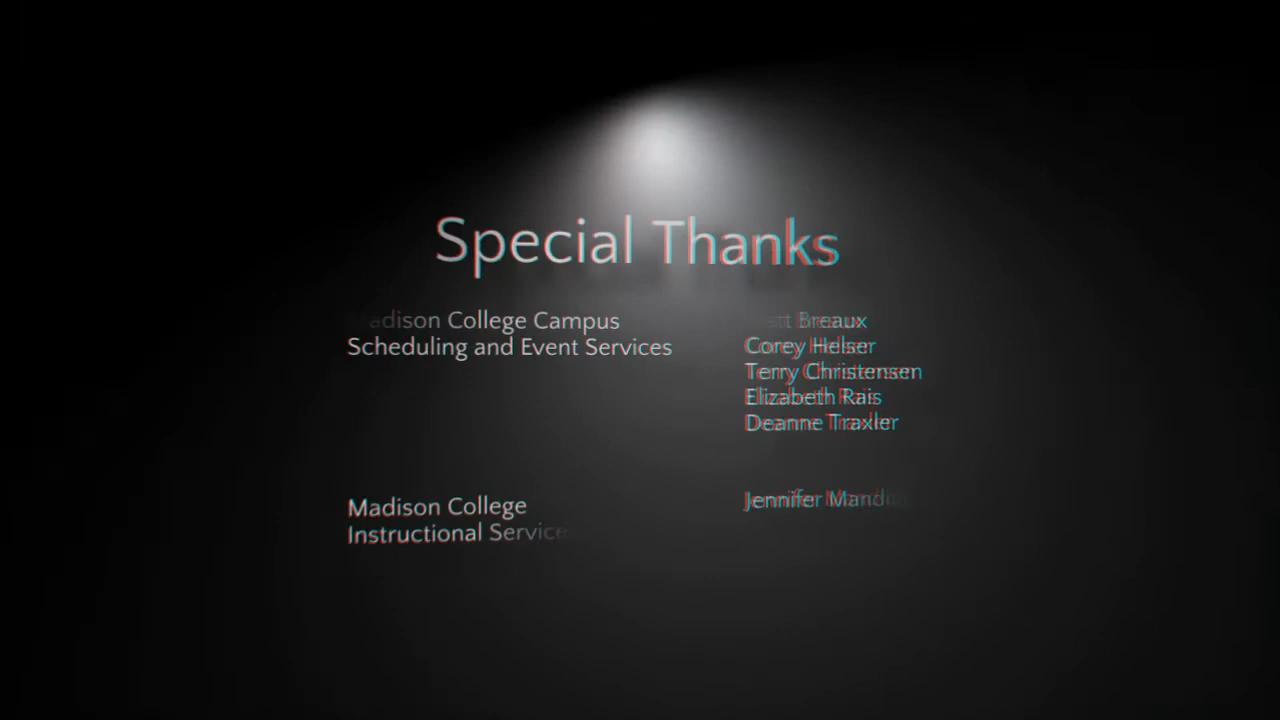 Special Thanks
College Campus
Scheduling and Event Services
Breaux
Corey Helser
Terry Christensen
Elizabeth Rais
Deanne Traxler
Madison College
Instructional
Jennifer